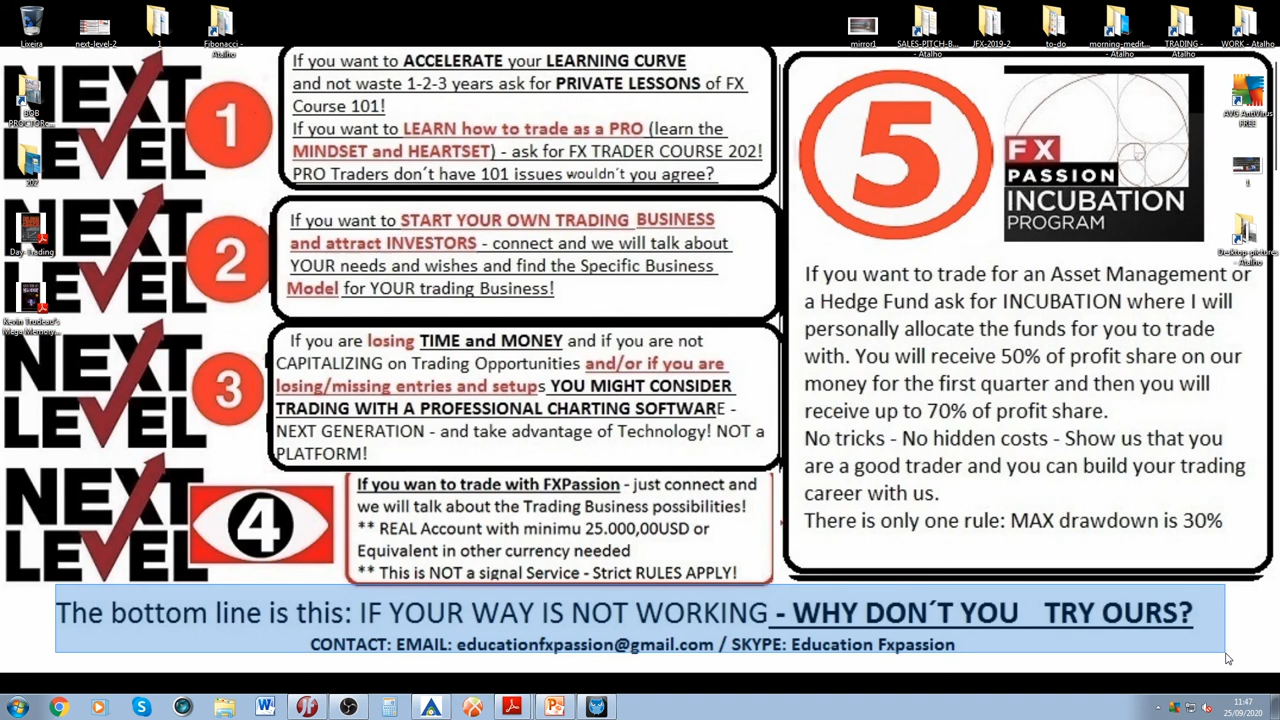 Lixeira
next-level-2
1
Fibonacci - Atalho
mirror1
SALES-PITCH-B... - Atalho
JFX-2019-2
to-do
morning-medit... - Atalho
TRADING - Atalho
WORK - Atalho
BOB PROCTOR...
202
Day-Trading
Kevin Trudeau's Mega Memory...
AVG AntiVirus FREE
1
Desktop-pictures - Atalho
NEXT LEVEL
1
If you want to ACCELERATE your LEARNING CURVE
and not waste 1-2-3 years ask for PRIVATE LESSONS of FX
Course 101!
If you want to LEARN how to trade as a PRO (learn the
MINDSET and HEARTSET) - ask for FX TRADER COURSE 202!
PRO Traders don´t have 101 issues wouldn´t you agree?
NEXT LEVEL
2
If you want to START YOUR OWN TRADING BUSINESS
and attract INVESTORS - connect and we will talk about
YOUR needs and wishes and find the Specific Business
Model for YOUR trading Business!
NEXT LEVEL
3
If you are losing TIME and MONEY and if you are not
CAPITALIZING on Trading Opportunities and/or if you are
losing/missing entries and setups YOU MIGHT CONSIDER
TRADING WITH A PROFESSIONAL CHARTING SOFTWARE -
NEXT GENERATION - and take advantage of Technology! NOT a
PLATFORM!
NEXT LEVEL
4
If you wan to trade with FXPassion - just connect and
we will talk about the Trading Business possibilities!
** REAL Account with minimu 25.000,00USD or
Equivalent in other currency needed
** This is NOT a signal Service - Strict RULES APPLY!
5
FX
PASSION
INCUBATION
PROGRAM
If you want to trade for an Asset Management or
a Hedge Fund ask for INCUBATION where I will
personally allocate the funds for you to trade
with. You will receive 50% of profit share on our
money for the first quarter and then you will
receive up to 70% of profit share.
No tricks - No hidden costs - Show us that you
are a good trader and you can build your trading
career with us.
There is only one rule: MAX drawdown is 30%
The bottom line is this: IF YOUR WAY IS NOT WORKING - WHY DON´T YOU TRY OURS?
CONTACT: EMAIL: educationfxpassion@gmail.com / SKYPE: Education Fxpassion
11:47
25/09/2020